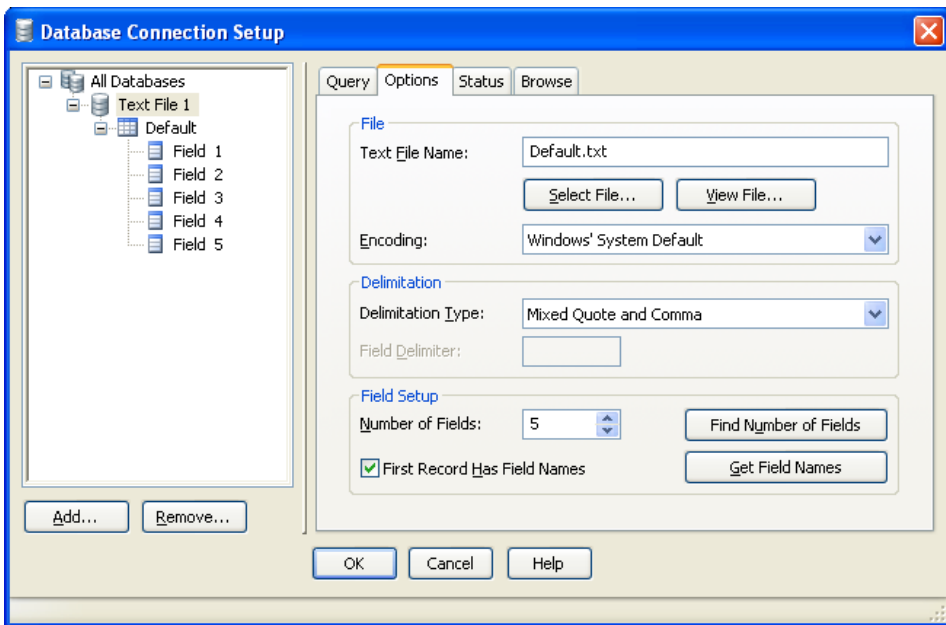 Database Connection Setup
All Databases
Text File 1
Default
Field 1
Field 2
Field 3
Field 4
Field 5
Add...
Remove...
Query
Options
Status
Browse
File
Text File Name:
Default.txt
Select File...
View File...
Encoding:
Windows' System Default
Delimitation
Delimitation Type:
Mixed Quote and Comma
Field Delimiter:
Field Setup
Number of Fields:
5
Find Number of Fields
First Record Has Field Names
Get Field Names
OK
Cancel
Help